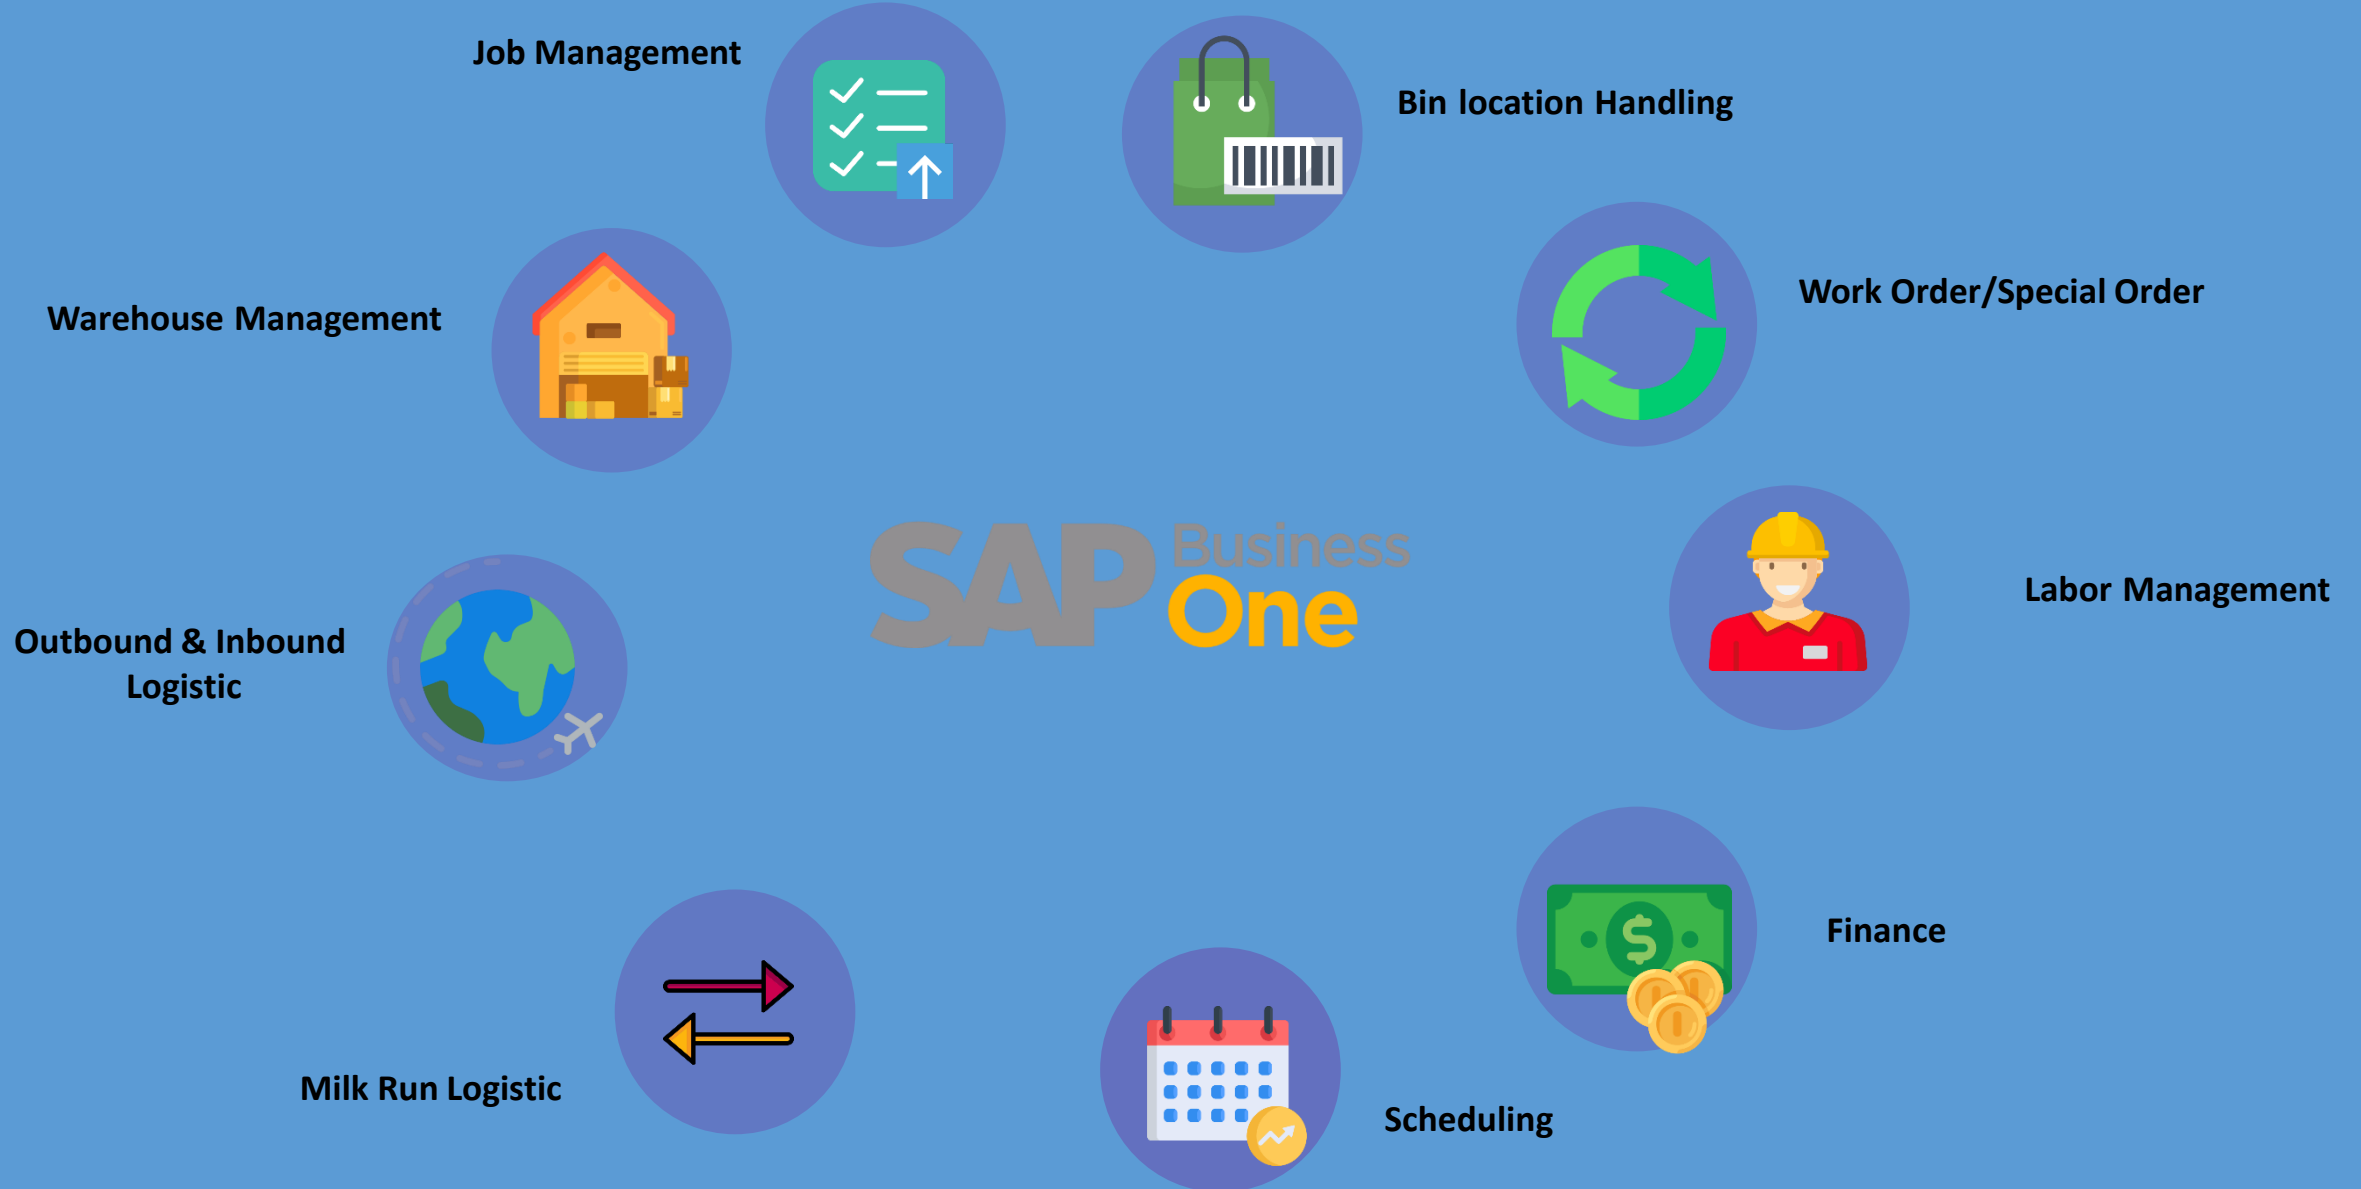 Job Management
Bin location Handling
Work Order/Special Order
Warehouse Management
SAP Business
One
Labor Management
Outbound & Inbound
Logistic
Finance
Milk Run Logistic
Scheduling